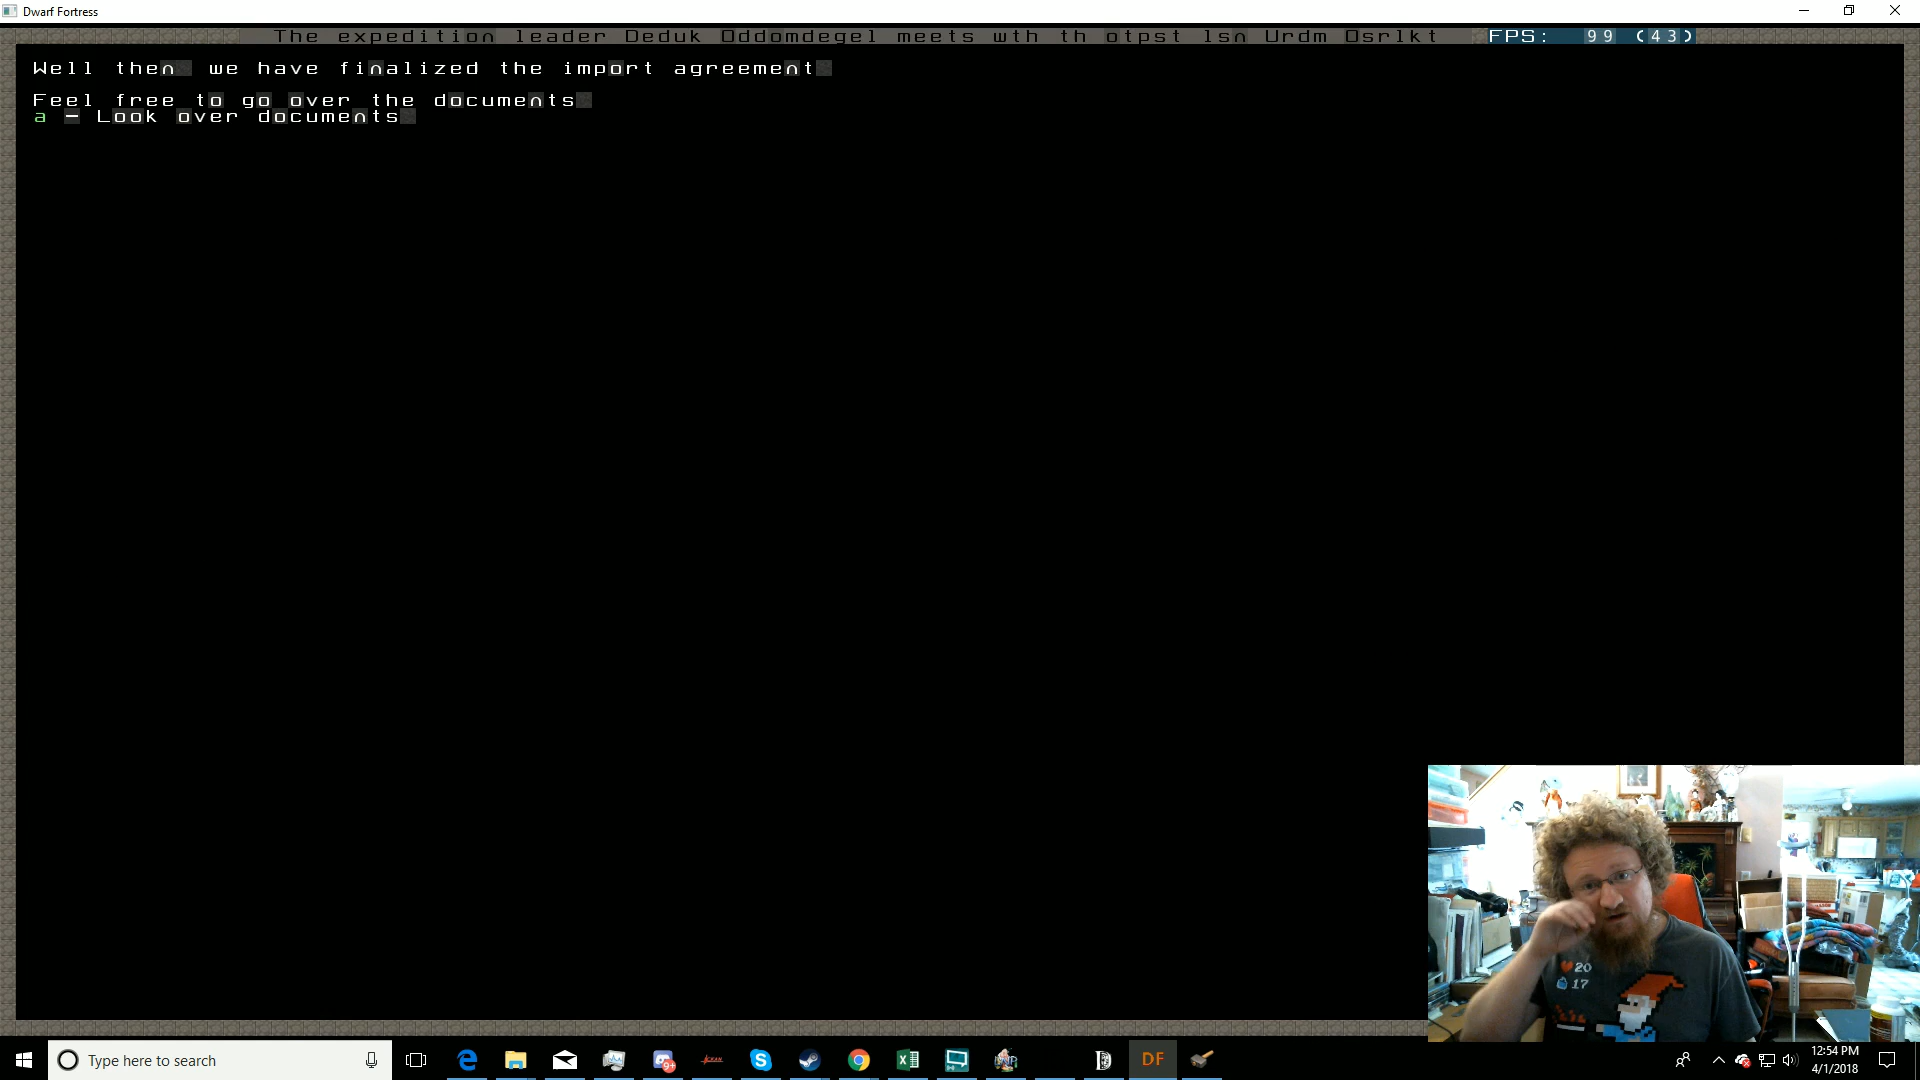 Dwarf Fortress
The expedition leader Deduk Oddomdegel meets wth th otpst lsn Urdm Osrlkt FPS: 99 (43)
Well then we have finalized the import agreement
Feel free to go over the documents
a - Look over documents
20
17
Type here to search
9+
DF
12:54 PM
4/1/2018